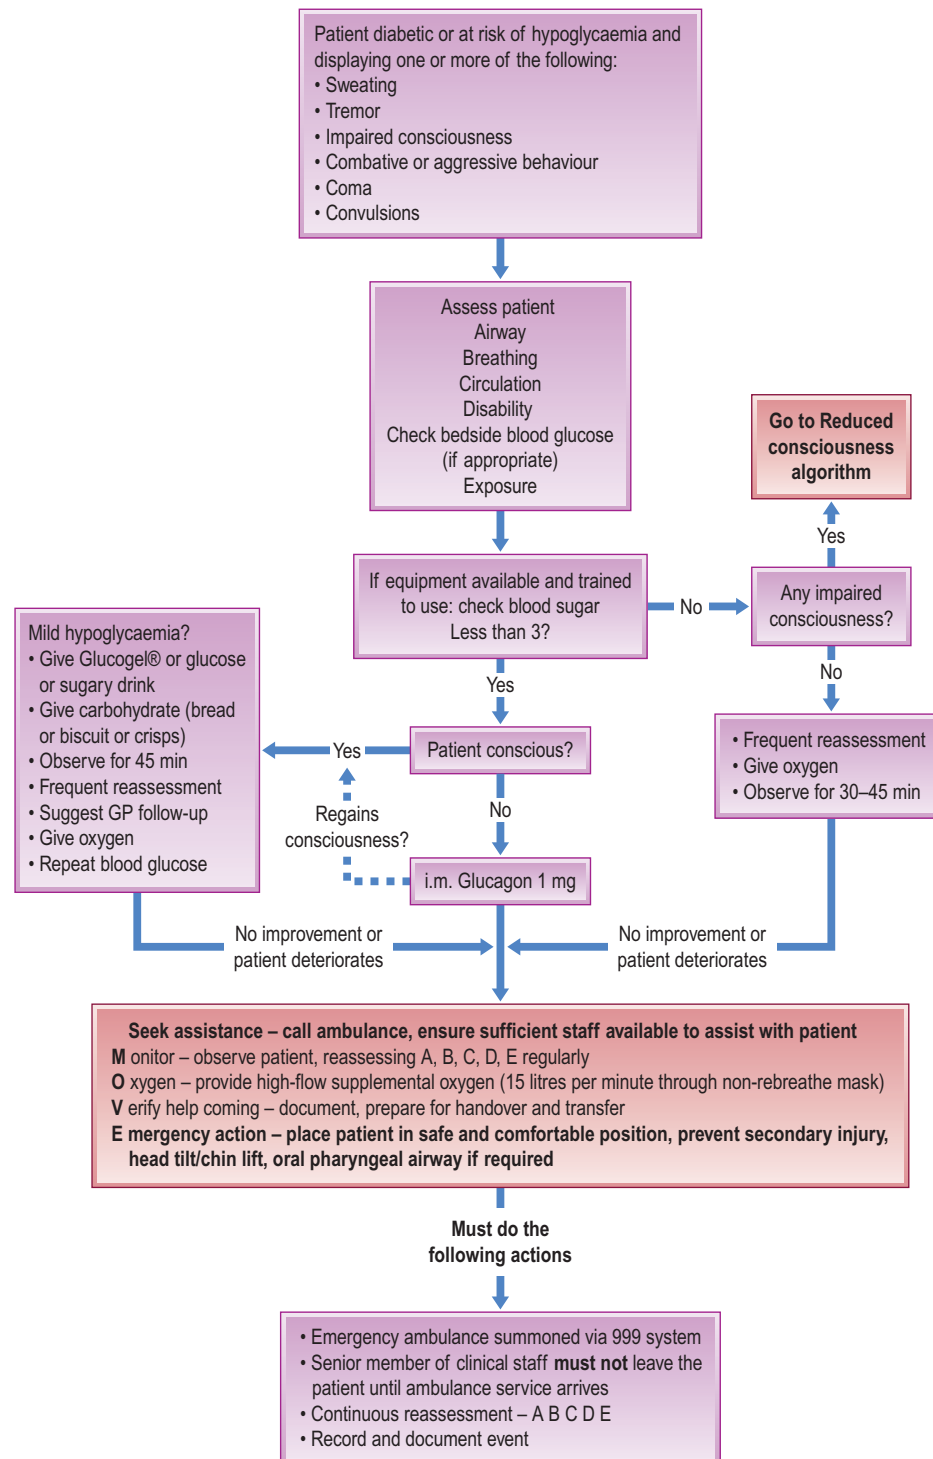 Patient diabetic or at risk of hypoglycaemia and
displaying one or more of the following:
• Sweating
• Tremor
• Impaired consciousness
• Combative or aggressive behaviour
• Coma
• Convulsions
Assess patient
Airway
Breathing
Circulation
Disability
Check bedside blood glucose
(if appropriate)
Exposure
Go to Reduced
consciousness
algorithm
Yes
If equipment available and trained
to use: check blood sugar
Less than 3?
No
Any impaired
consciousness?
No
Yes
Mild hypoglycaemia?
• Give Glucogel® or glucose
or sugary drink
• Give carbohydrate (bread
or biscuit or crisps)
• Observe for 45 min
• Frequent reassessment
• Suggest GP follow-up
• Give oxygen
• Repeat blood glucose
Yes
Patient conscious?
• Frequent reassessment
• Give oxygen
• Observe for 30–45 min
Regains
consciousness?
No
i.m. Glucagon 1 mg
No improvement or
patient deteriorates
No improvement or
patient deteriorates
Seek assistance – call ambulance, ensure sufficient staff available to assist with patient
M onitor – observe patient, reassessing A, B, C, D, E regularly
O xygen – provide high-flow supplemental oxygen (15 litres per minute through non-rebreathe mask)
V erify help coming – document, prepare for handover and transfer
E mergency action – place patient in safe and comfortable position, prevent secondary injury,
head tilt/chin lift, oral pharyngeal airway if required
Must do the
following actions
• Emergency ambulance summoned via 999 system
• Senior member of clinical staff must not leave the
patient until ambulance service arrives
• Continuous reassessment – A B C D E
• Record and document event